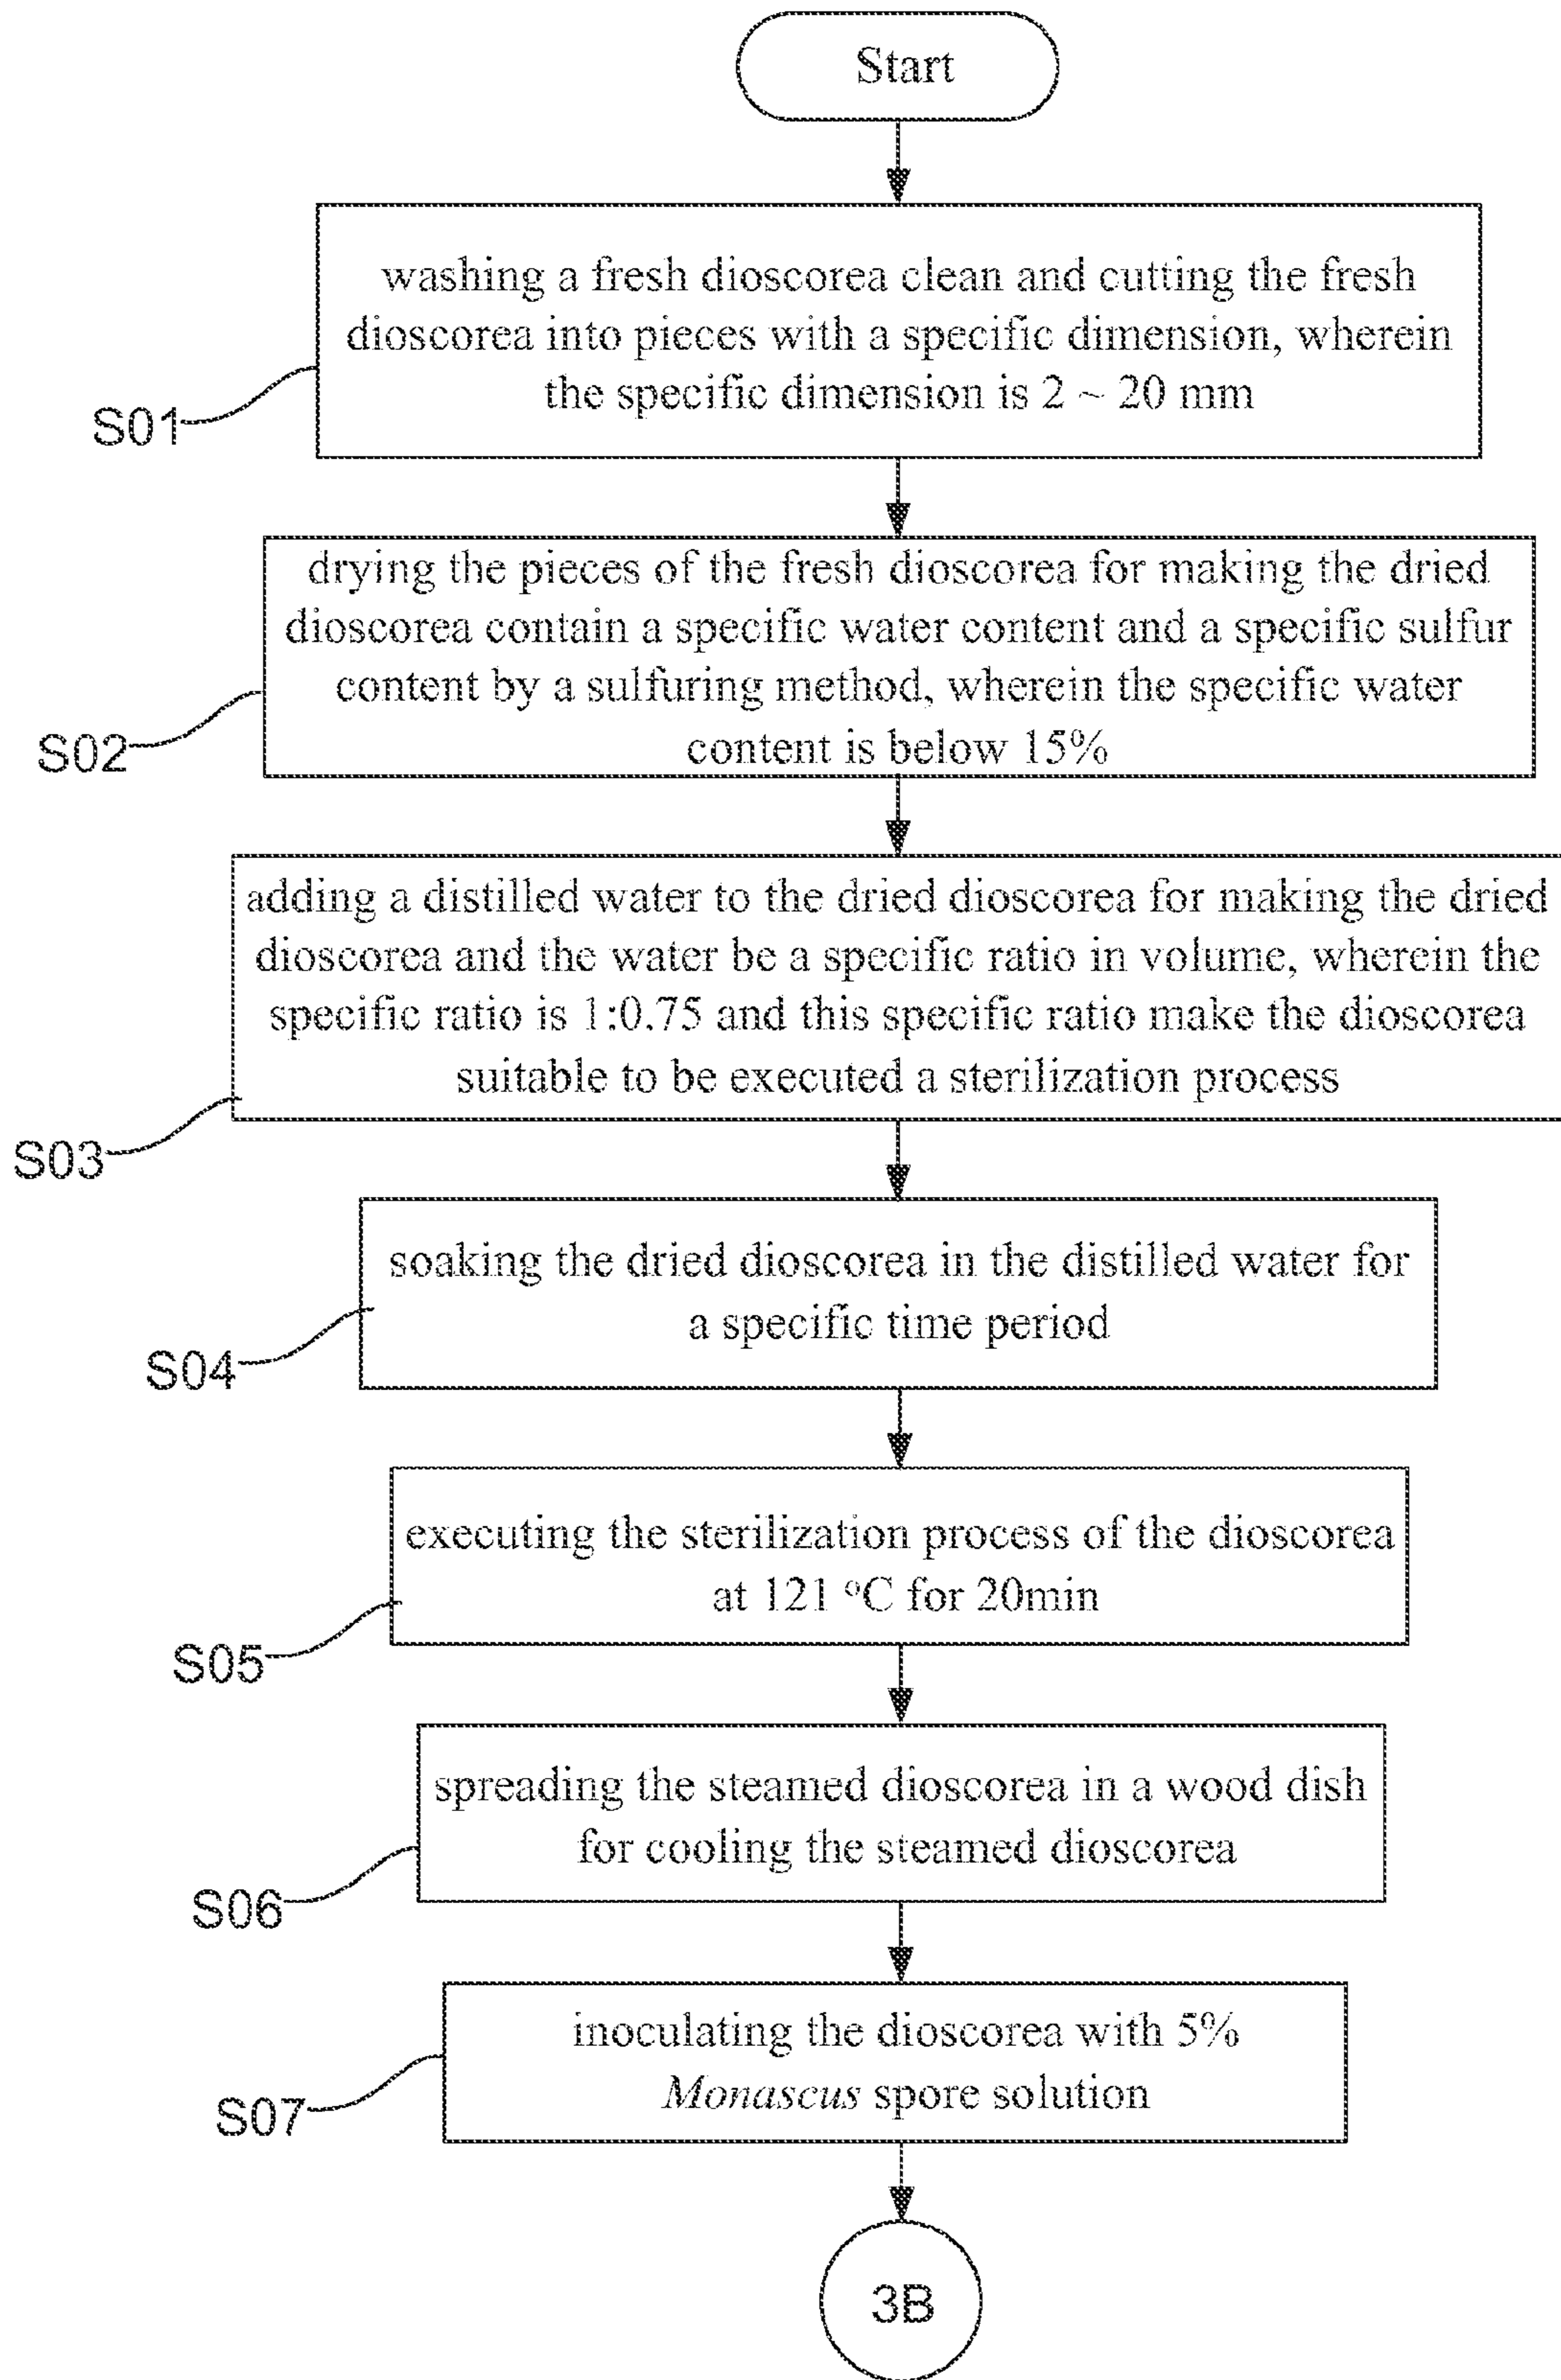 Start
washing a fresh dioscorea clean and cutting the fresh
dioscorea into pieces with a specific dimension, wherein
the specific dimension is 2 ~ 20 mm
S01
drying the pieces of the fresh dioscorea for making the dried
dioscorea contain a specific water content and a specific sulfur
content by a sulfuring method, wherein the specific water
content is below 15%
S02
adding a distilled water to the dried dioscorea for making the dried
dioscorea and the water be a specific ratio in volume, wherein the
specific ratio is 1:0.75 and this specific ratio make the dioscorea
suitable to be executed a sterilization process
S03
soaking the dried dioscorea in the distilled water for
a specific time period
S04
executing the sterilization process of the dioscorea
at 121 °C for 20min
S05
spreading the steamed dioscorea in a wood dish
for cooling the steamed dioscorea
S06
inoculating the dioscorea with 5%
Monascus spore solution
S07
3B